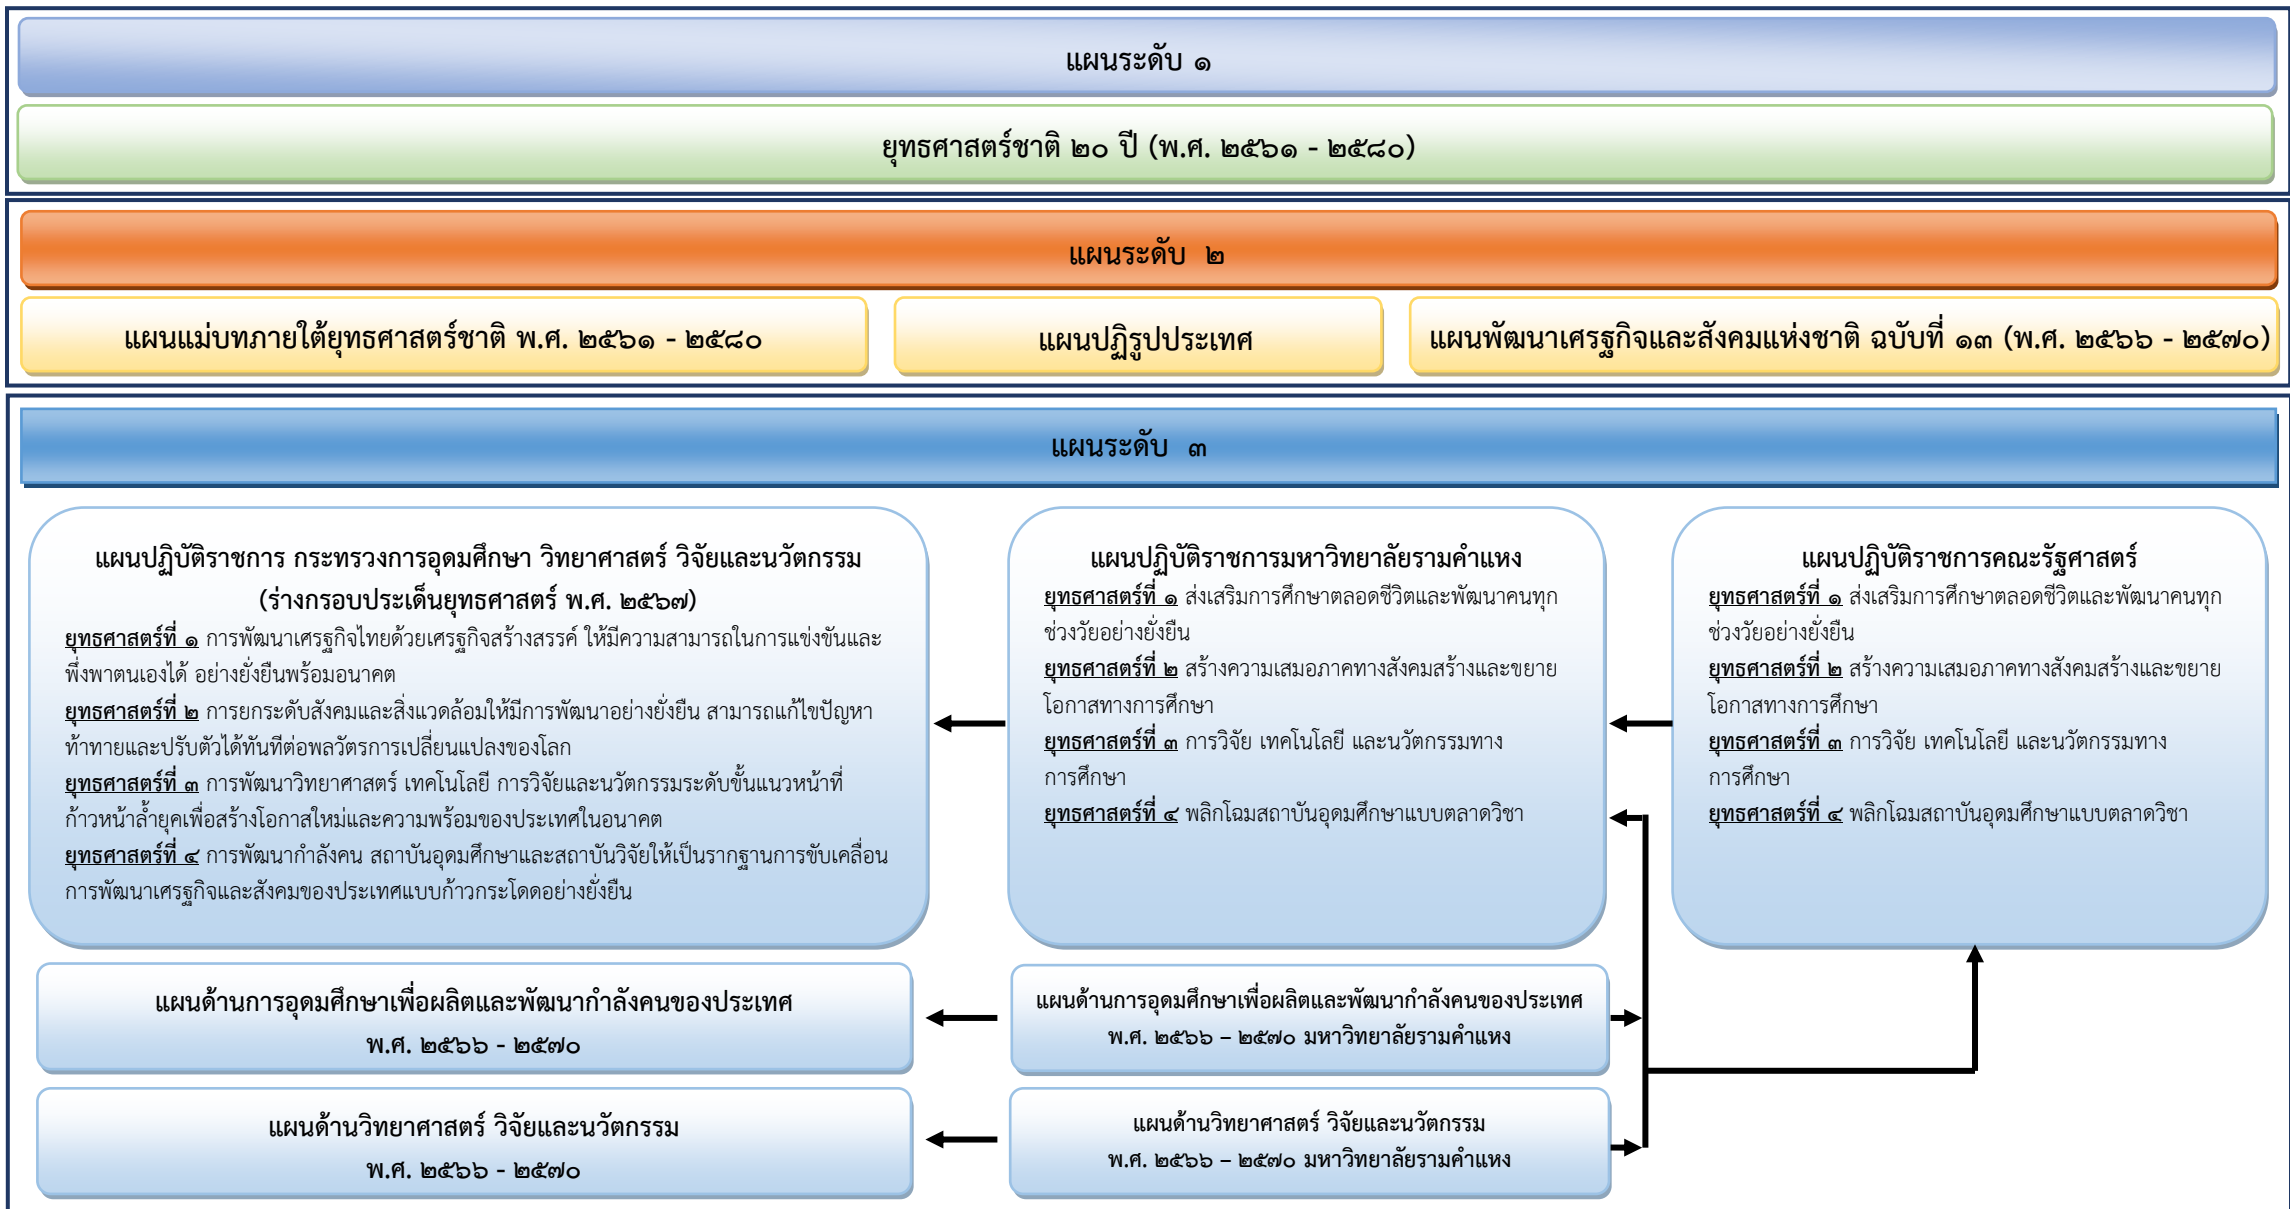 แผนระดับ ๑
ยุทธศาสตร์ชาติ ๒๐ ปี (พ.ศ. ๒๕๖๑ - ๒๕๘๐)
แผนระดับ ๒
แผนแม่บทภายใต้ยุทธศาสตร์ชาติ พ.ศ. ๒๕๖๑ - ๒๕๘๐
แผนปฏิรูปประเทศ
แผนพัฒนาเศรฐกิจและสังคมแห่งชาติ ฉบับที่ ๑๓ (พ.ศ. ๒๕๖๖ - ๒๕๗๐)
แผนระดับ ๓
แผนปฏิบัติราชการ กระทรวงการอุดมศึกษา วิทยาศาสตร์ วิจัยและนวัตกรรม
(ร่างกรอบประเด็นยุทธศาสตร์ พ.ศ. ๒๕๖๗)
ยุทธศาสตร์ที่ ๑ การพัฒนาเศรฐกิจไทยด้วยเศรฐกิจสร้างสรรค์ ให้มีความสามารถในการแข่งขันและ
พึ่งพาตนเองได้ อย่างยั่งยืนพร้อมอนาคต
ยุทธศาสตร์ที่ ๒ การยกระดับสังคมและสิ่งแวดล้อมให้มีการพัฒนาอย่างยั่งยืน สามารถแก้ไขปัญหา
ท้าทายและปรับตัวได้ทันทีต่อพลวัตรการเปลี่ยนแปลงของโลก
ยุทธศาสตร์ที่ ๓ การพัฒนาวิทยาศาสตร์ เทคโนโลยี การวิจัยและนวัตกรรมระดับขั้นแนวหน้าที่
ก้าวหน้าล้ำยุคเพื่อสร้างโอกาสใหม่และความพร้อมของประเทศในอนาคต
ยุทธศาสตร์ที่ ๔ การพัฒนากำลังคน สถาบันอุดมศึกษาและสถาบันวิจัยให้เป็นรากฐานการขับเคลื่อน
การพัฒนาเศรฐกิจและสังคมของประเทศแบบก้าวกระโดดอย่างยั่งยืน
แผนปฏิบัติราชการมหาวิทยาลัยรามคำแหง
ยุทธศาสตร์ที่ ๑ ส่งเสริมการศึกษาตลอดชีวิตและพัฒนาคนทุก
ช่วงวัยอย่างยั่งยืน
ยุทธศาสตร์ที่ ๒ สร้างความเสมอภาคทางสังคมสร้างและขยาย
โอกาสทางการศึกษา
ยุทธศาสตร์ที่ ๓ การวิจัย เทคโนโลยี และนวัตกรรมทาง
การศึกษา
ยุทธศาสตร์ที่ ๔ พลิกโฉมสถาบันอุดมศึกษาแบบตลาดวิชา
แผนปฏิบัติราชการคณะรัฐศาสตร์
ยุทธศาสตร์ที่ ๑ ส่งเสริมการศึกษาตลอดชีวิตและพัฒนาคนทุก
ช่วงวัยอย่างยั่งยืน
ยุทธศาสตร์ที่ ๒ สร้างความเสมอภาคทางสังคมสร้างและขยาย
โอกาสทางการศึกษา
ยุทธศาสตร์ที่ ๓ การวิจัย เทคโนโลยี และนวัตกรรมทาง
การศึกษา
ยุทธศาสตร์ที่ ๔ พลิกโฉมสถาบันอุดมศึกษาแบบตลาดวิชา
แผนด้านการอุดมศึกษาเพื่อผลิตและพัฒนากำลังคนของประเทศ
พ.ศ. ๒๕๖๖ - ๒๕๗๐
แผนด้านการอุดมศึกษาเพื่อผลิตและพัฒนากำลังคนของประเทศ
พ.ศ. ๒๕๖๖ – ๒๕๗๐ มหาวิทยาลัยรามคำแหง
แผนด้านวิทยาศาสตร์ วิจัยและนวัตกรรม
พ.ศ. ๒๕๖๖ - ๒๕๗๐
แผนด้านวิทยาศาสตร์ วิจัยและนวัตกรรม
พ.ศ. ๒๕๖๖ – ๒๕๗๐ มหาวิทยาลัยรามคำแหง